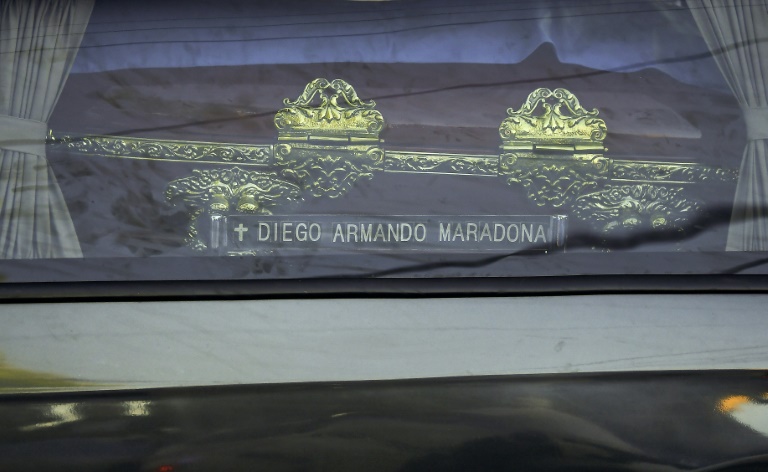 ✝ DIEGO ARMANDO MARADONA